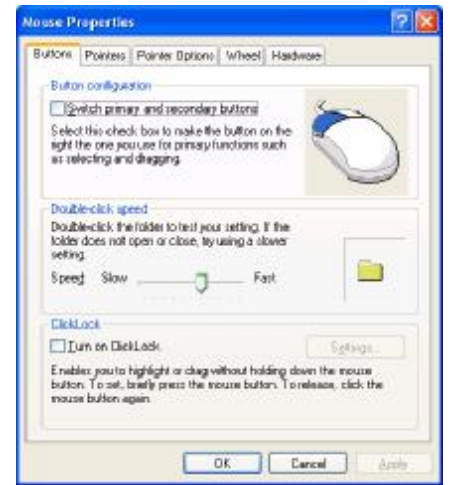 Mouse Properties
Buttons Pointers Pointer Options Wheel Hardware
Button configuration
Switch primary and secondary buttons
Select this check box to make the button on the
right the one you use for primary functions such
as selecting and dragging.
Double-click speed
Double-click the folder to test your setting. If the
folder does not open or close, try using a slower
setting.
Speed: Slow Fast
ClickLock
Turn on ClickLock
Settings...
Enables you to highlight or drag without holding down the mouse
button. To set, briefly press the mouse button. To release, click the
mouse button again.
OK Cancel Apply